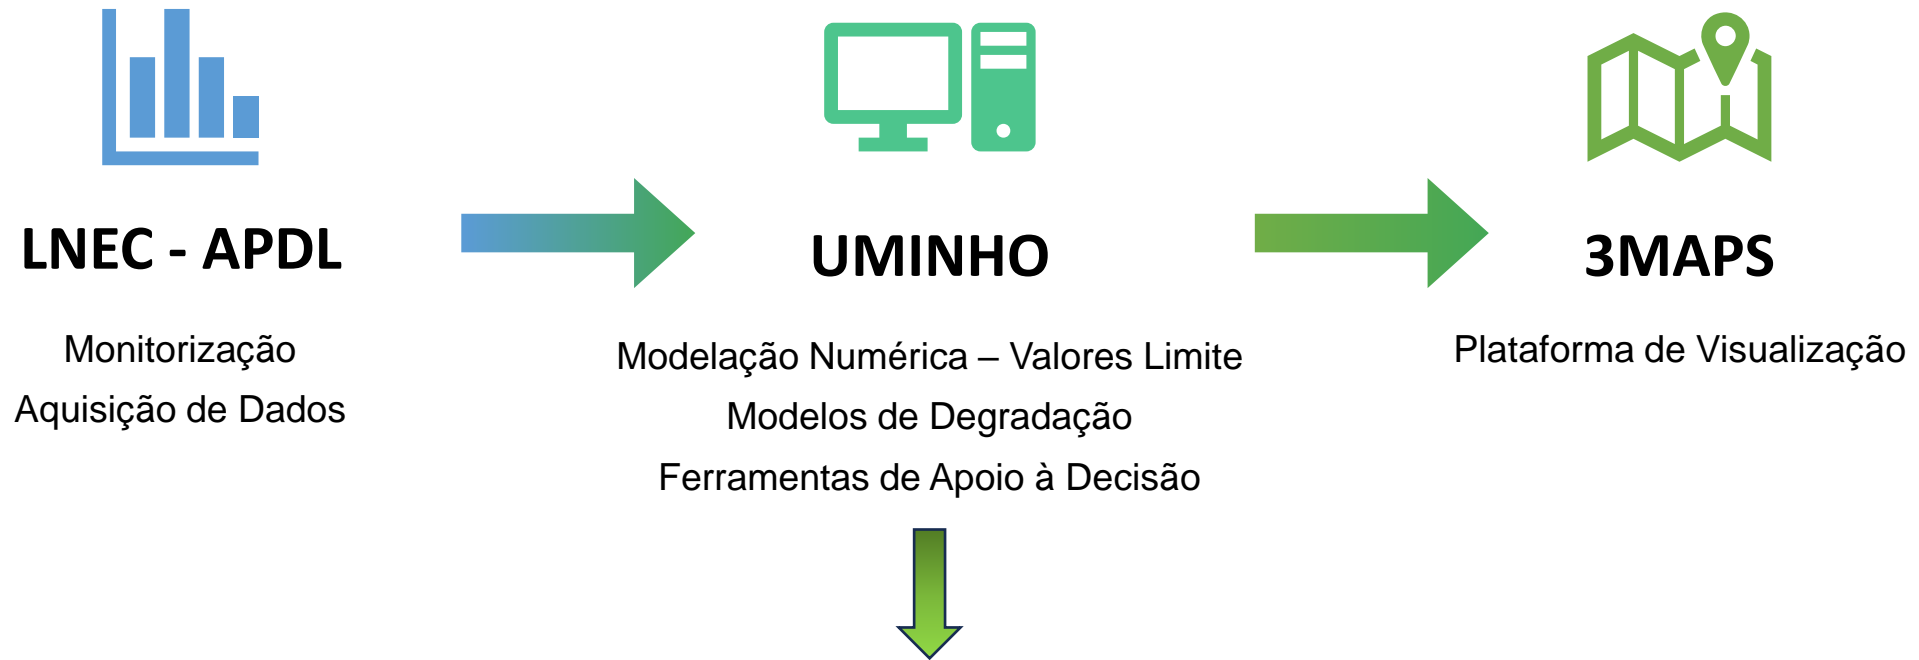 LNEC - APDL
Monitorização
Aquisição de Dados
UMINHO
Modelação Numérica – Valores Limite
Modelos de Degradação
Ferramentas de Apoio à Decisão
3MAPS
Plataforma de Visualização